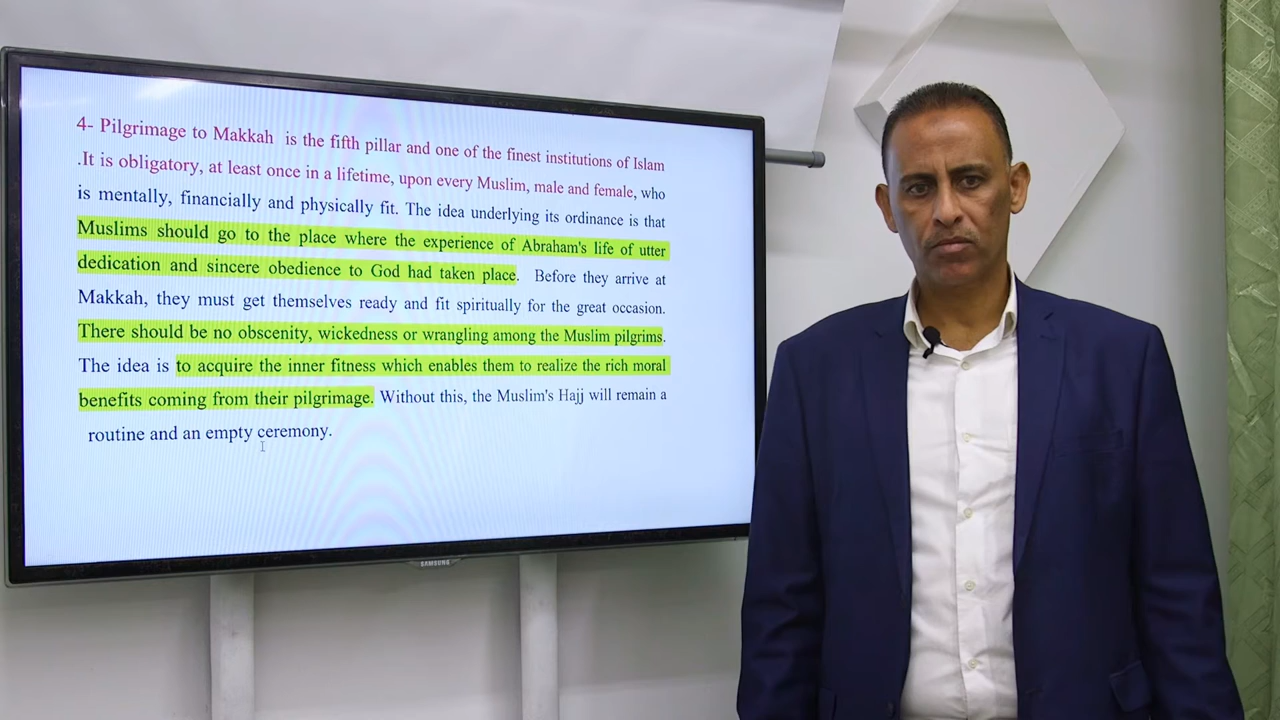 4- Pilgrimage to Makkah is the fifth pillar and one of the finest institutions of Islam
.It is obligatory, at least once in a lifetime, upon every Muslim, male and female, who
is mentally, financially and physically fit. The idea underlying its ordinance is that
Muslims should go to the place where the experience of Abraham's life of utter
dedication and sincere obedience to God had taken place. Before they arrive at
Makkah, they must get themselves ready and fit spiritually for the great occasion.
There should be no obscenity, wickedness or wrangling among the Muslim pilgrims.
The idea is to acquire the inner fitness which enables them to realize the rich moral
benefits coming from their pilgrimage. Without this, the Muslim's Hajj will remain a
routine and an empty ceremony.
SAMSUNG